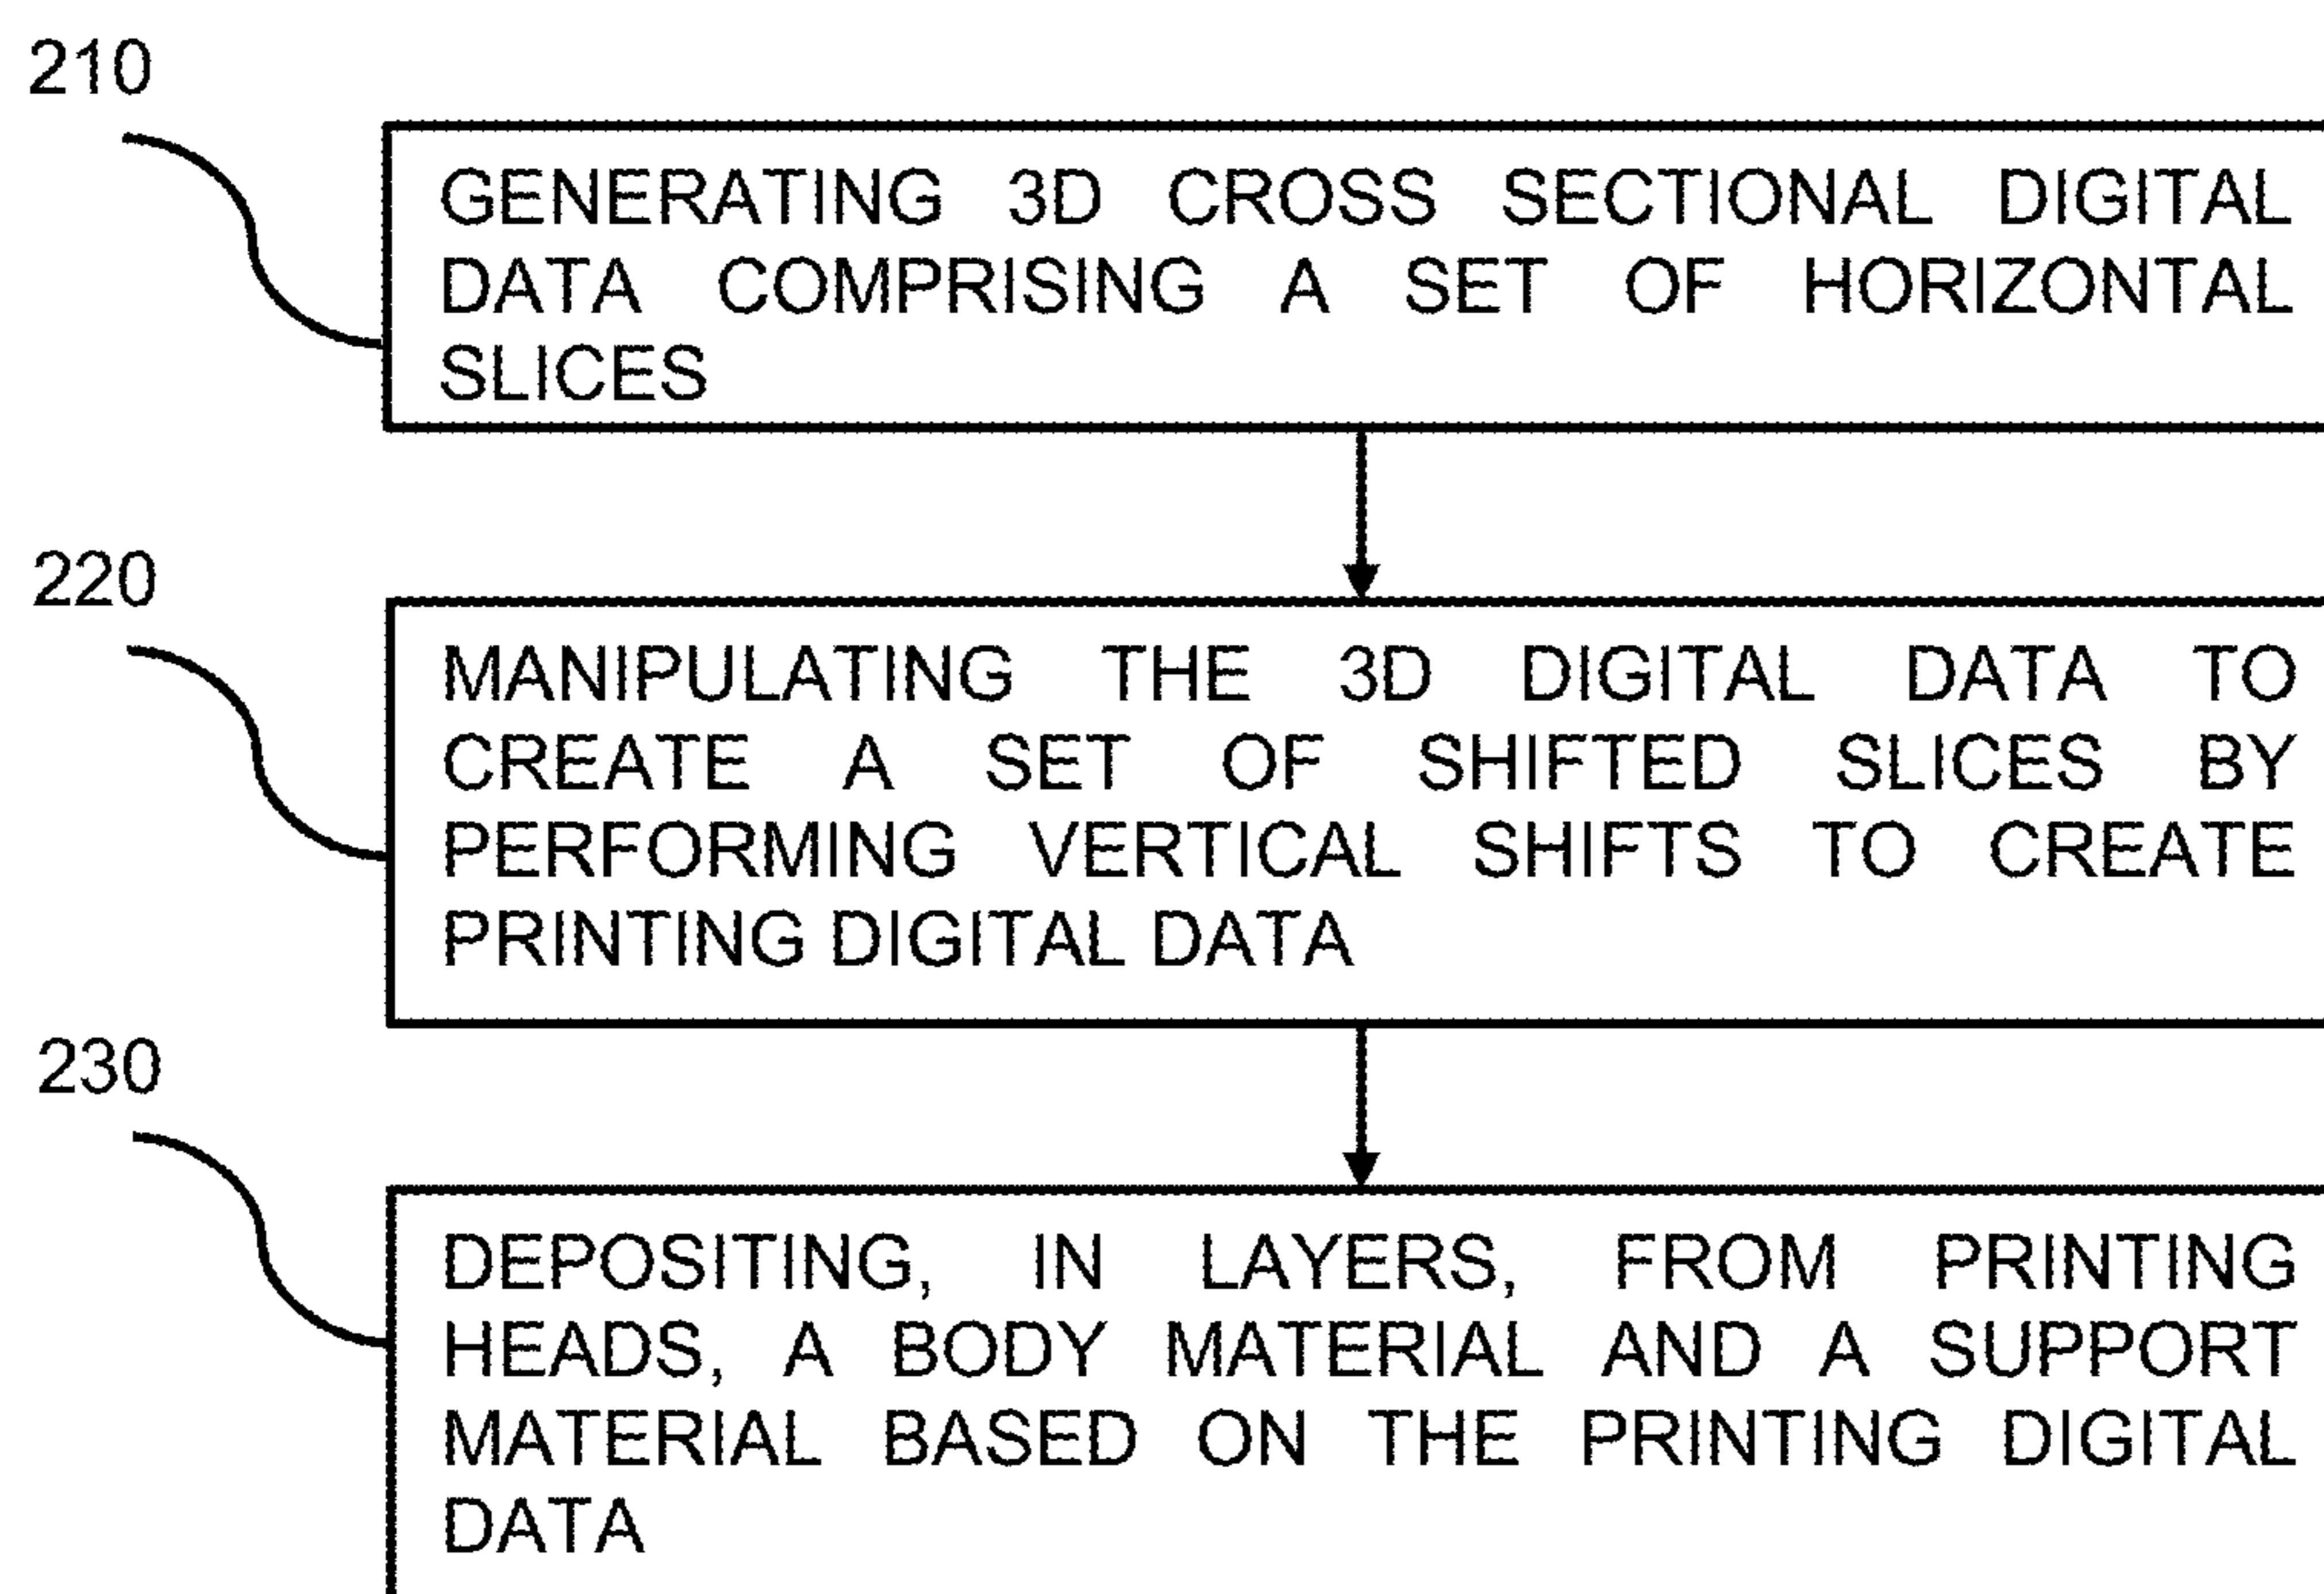 210
GENERATING 3D CROSS SECTIONAL DIGITAL
DATA COMPRISING A SET OF HORIZONTAL
SLICES
220
MANIPULATING THE 3D DIGITAL DATA TO
CREATE A SET OF SHIFTED SLICES BY
PERFORMING VERTICAL SHIFTS TO CREATE
PRINTING DIGITAL DATA
230
DEPOSITING, IN LAYERS, FROM PRINTING
HEADS, A BODY MATERIAL AND A SUPPORT
MATERIAL BASED ON THE PRINTING DIGITAL
DATA